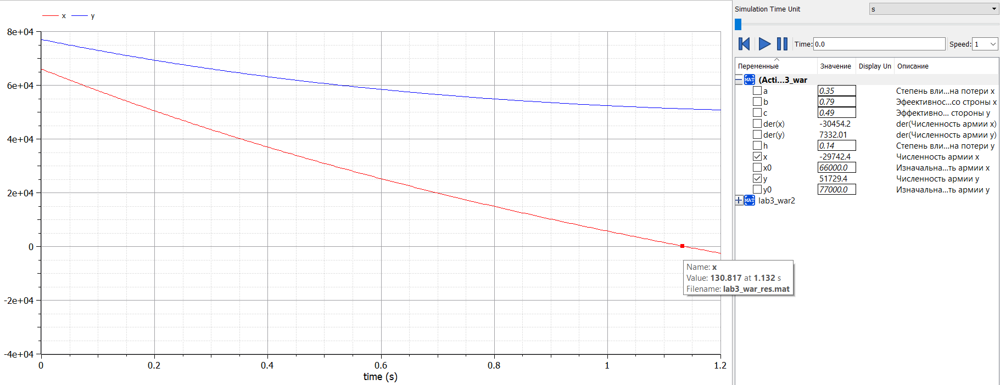 x y
8e+04
6e+04
4e+04
2e+04
0
-2e+04
-4e+04
0 0.2 0.4 0.6 0.8 1 1.2
time (s)
Name: x
Value: 130.817 at 1.132 s
Filename: lab3_war_res.mat
Simulation Time Unit s
Time: 0.0 Speed: 1
Переменные Значение Display Un Описание
MAT (Acti...3_war
a 0.35 Степень вли...на потери x
b 0.79 Эфеективнос...со строны x
c 0.49 Эффективно... стороны y
der(x) -30454.2 der(Численность армии x)
der(y) 7332.01 der(Численность армии y)
h 0.14 Степень вли...на потери y
x -29742.4 Численность армии x
x0 66000.0 Изначальна...ть армии x
y 51729.4 Численность армии y
y0 77000.0 Изначальна...ть армии y
MAT lab3_war2